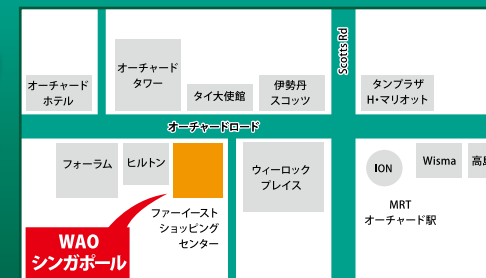 Scotts Rd
オーチャード
ホテル
オーチャード
タワー
タイ大使館
伊勢丹
スコッツ
タンプラザ
H・マリオット
オーチャードロード
フォーラム
ヒルトン
ファーイースト
ショッピング
センター
ウィーロック
プレイス
ION
Wisma
高島
MRT
オーチャード駅
WAO
シンガポール